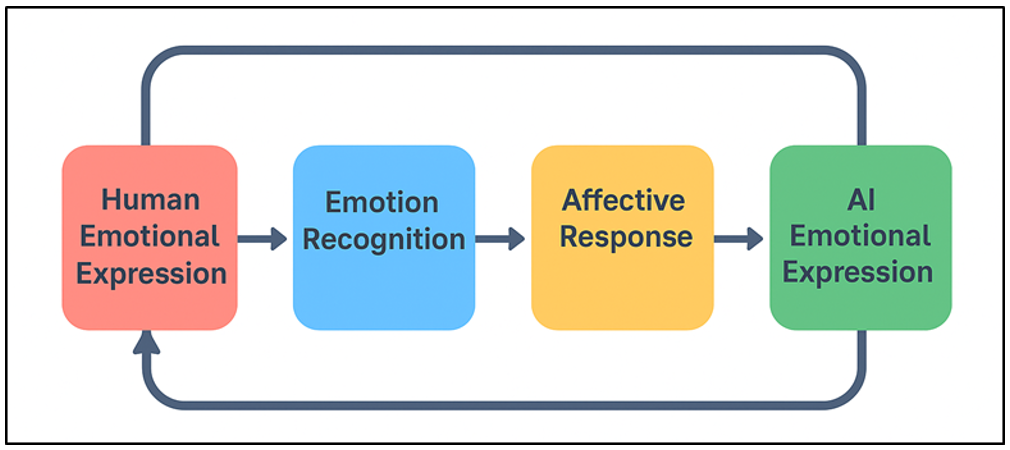 Human
Emotional
Expression
Emotion
Recognition
Affective
Response
AI
Emotional
Expression